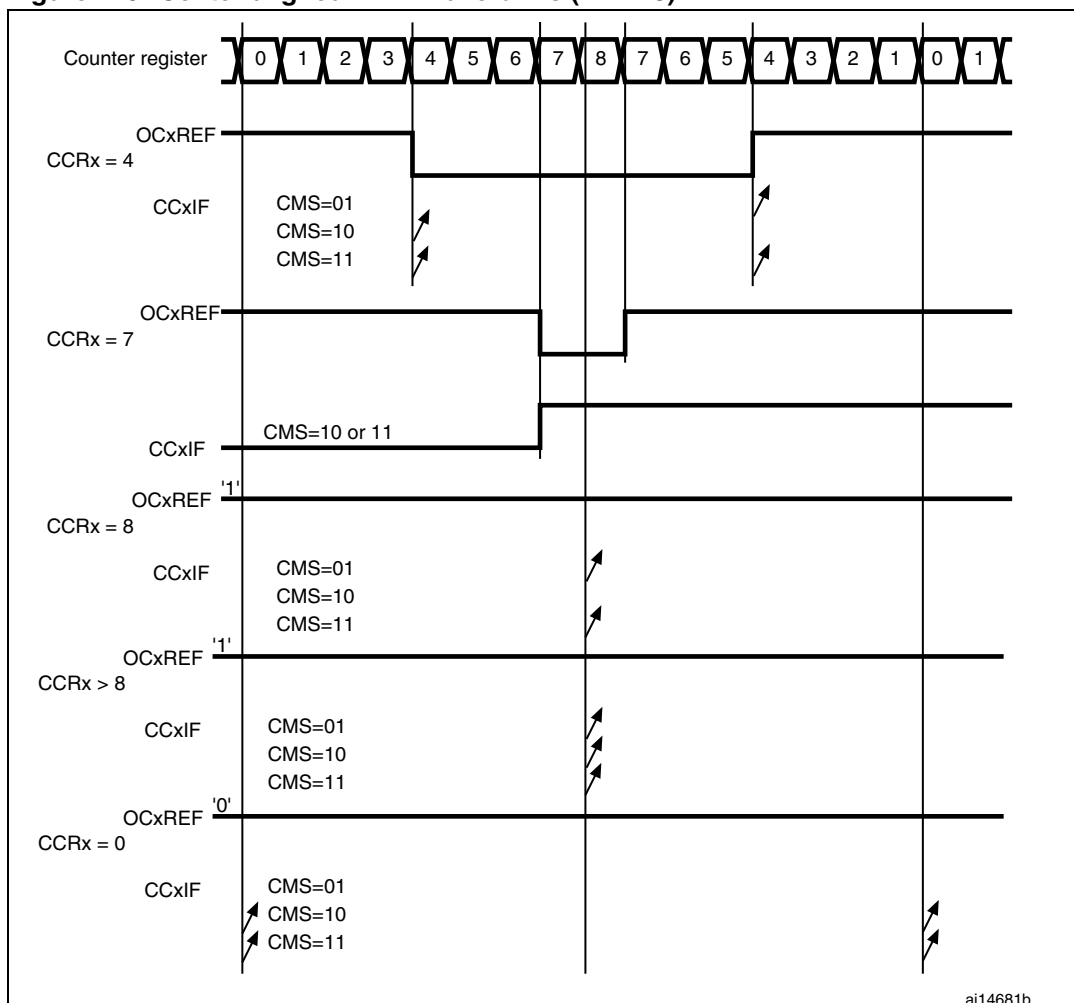 Counter register 0 1 2 3 4 5 6 7 8 7 6 5 4 3 2 1 0 1
OCxREF
CCRx = 4
CCxIF CMS=01
CMS=10
CMS=11
OCxREF
CCRx = 7
CMS=10 or 11
CCxIF
'1'
OCxREF
CCRx = 8
CCxIF CMS=01
CMS=10
CMS=11
'1'
OCxREF
CCRx > 8
CCxIF CMS=01
CMS=10
CMS=11
'0'
OCxREF
CCRx = 0
CCxIF CMS=01
CMS=10
CMS=11
ai14681b